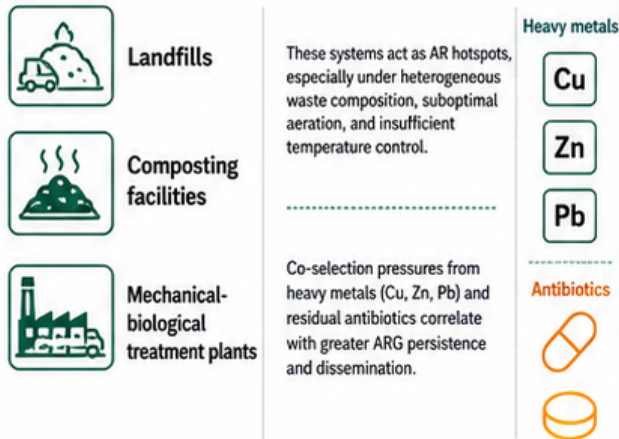 Landfills
Composting
facilities
Mechanical-
biological
treatment plants
These systems act as AR hotspots,
especially under heterogeneous
waste composition, suboptimal
aeration, and insufficient
temperature control.
Co-selection pressures from
heavy metals (Cu, Zn, Pb) and
residual antibiotics correlate
with greater ARG persistence
and dissemination.
Heavy metals
Cu
Zn
Pb
Antibiotics